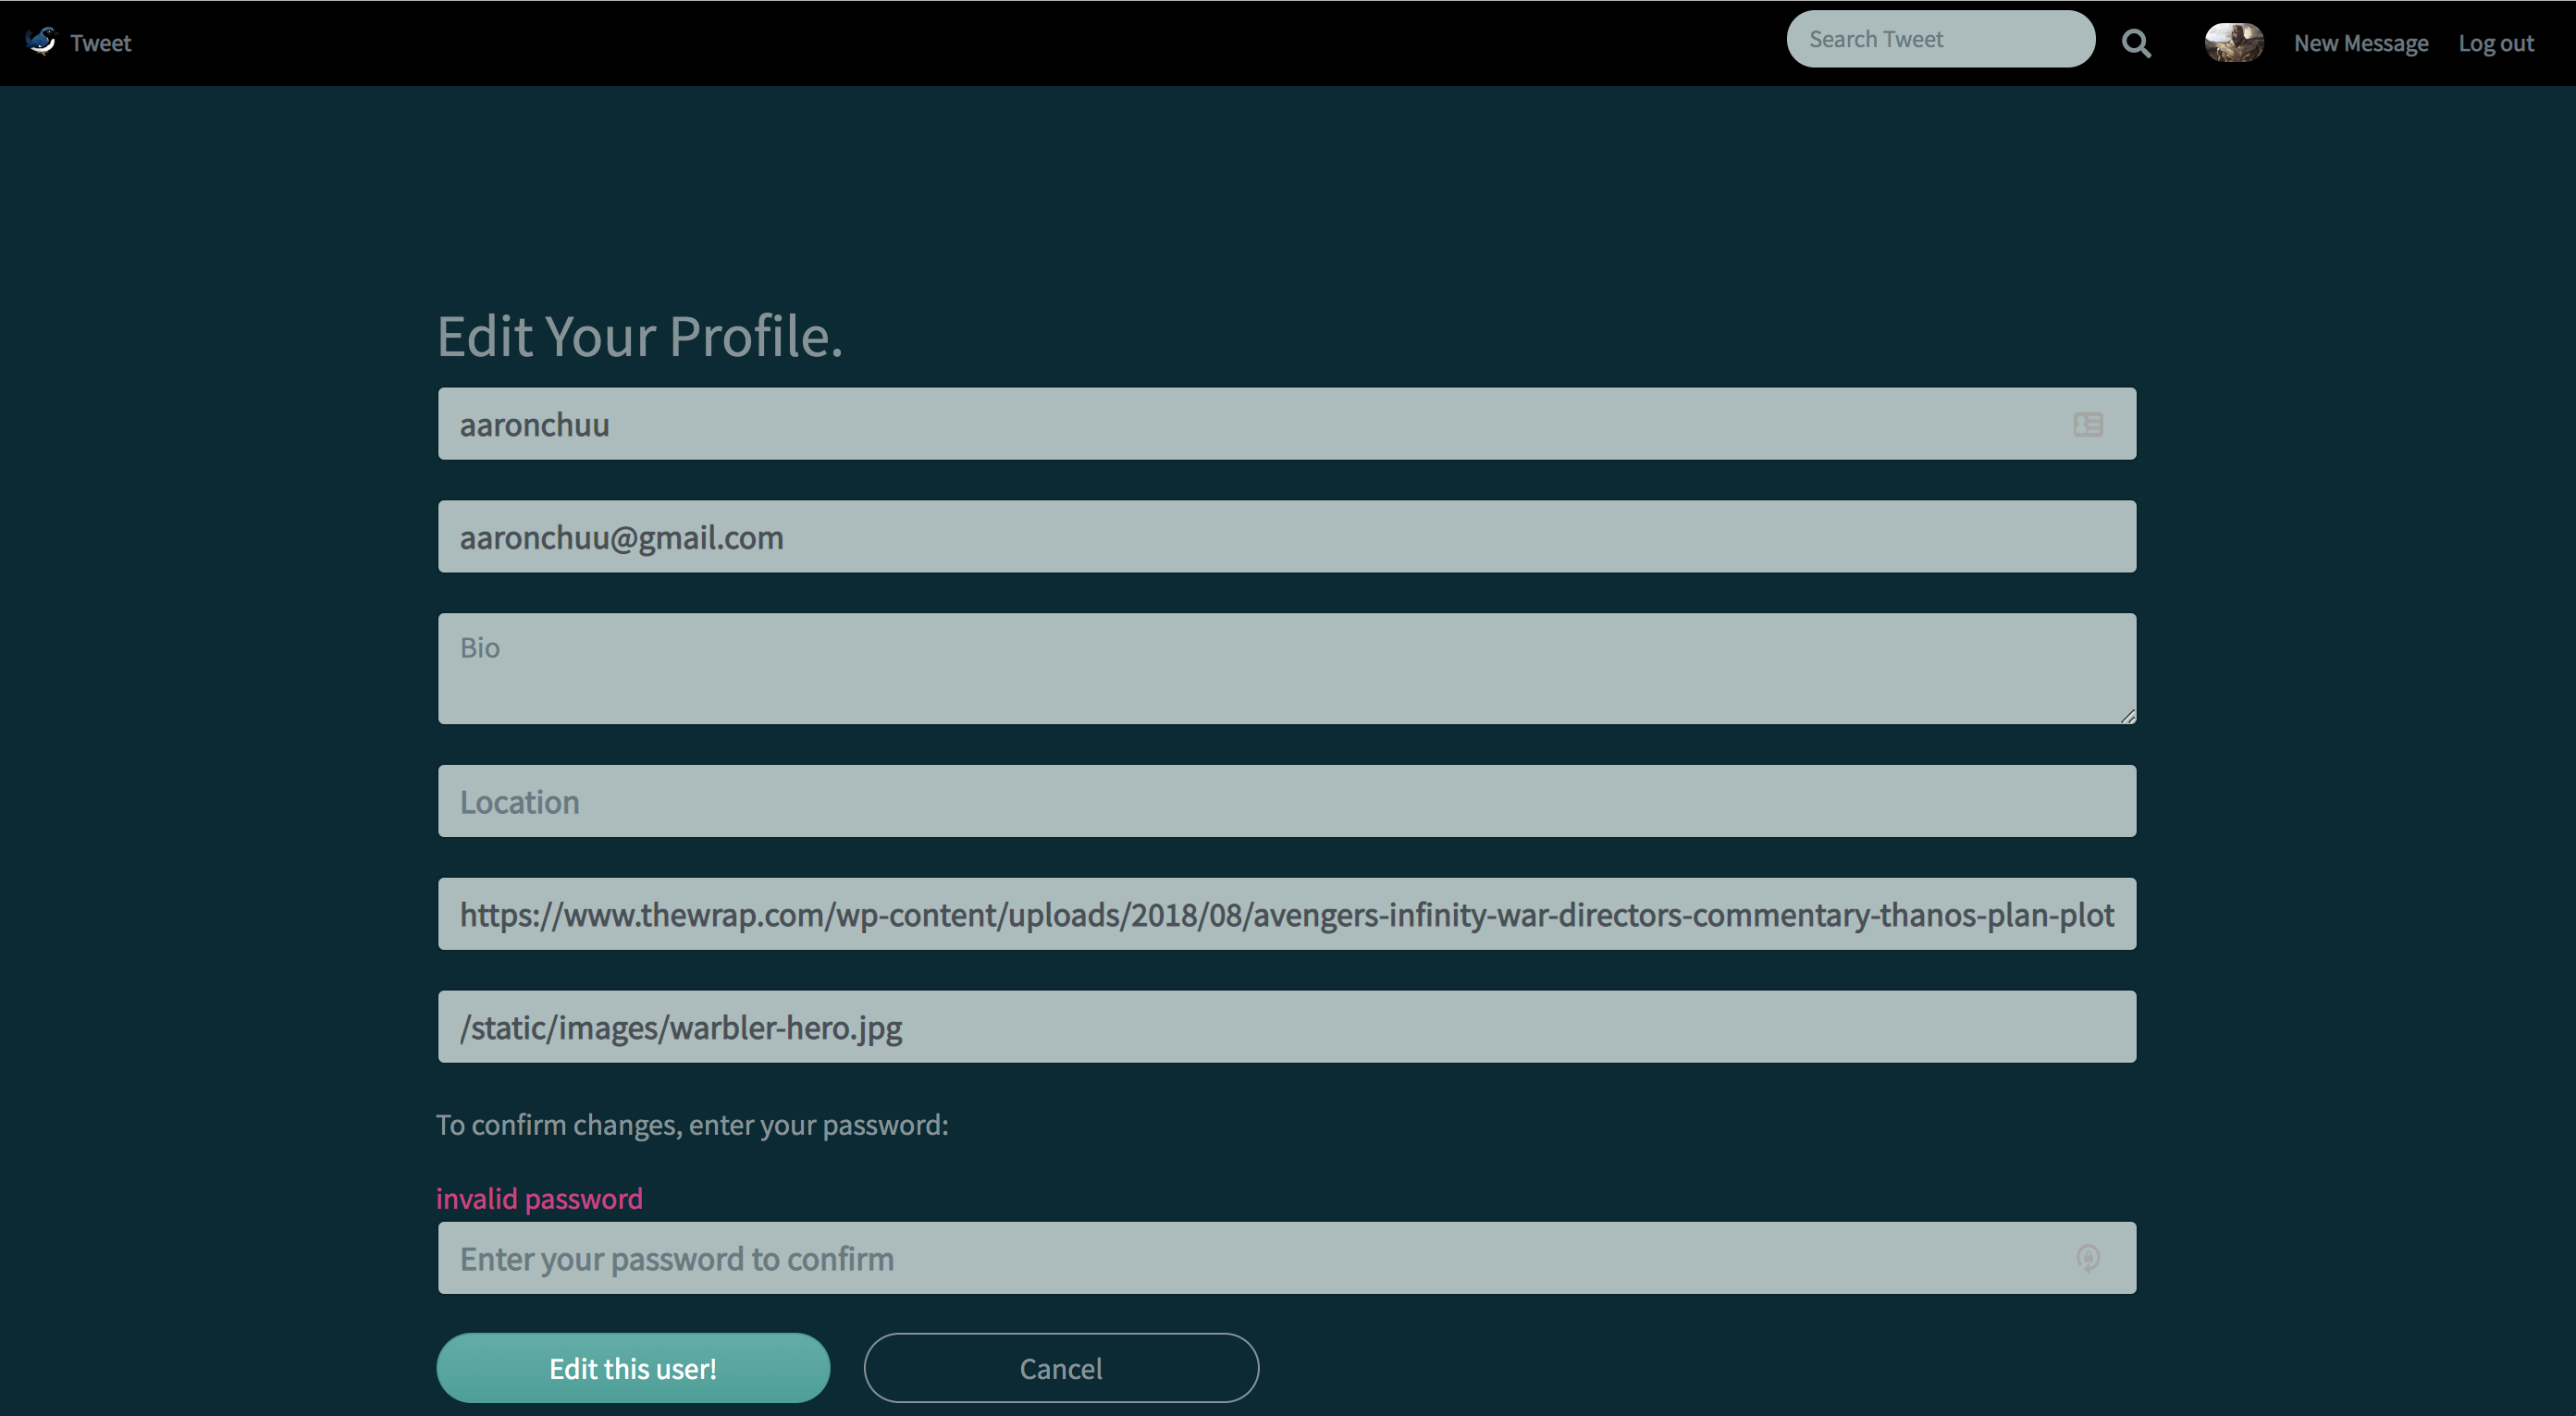 Tweet
Search Tweet
New Message
Log out
Edit Your Profile.
aaronchuu
aaronchuu@gmail.com
Bio
Location
https://www.thewrap.com/wp-content/uploads/2018/08/avengers-infinity-war-directors-commentary-thanos-plan-plot
/static/images/warbler-hero.jpg
To confirm changes, enter your password:
invalid password
Enter your password to confirm
Edit this user!
Cancel